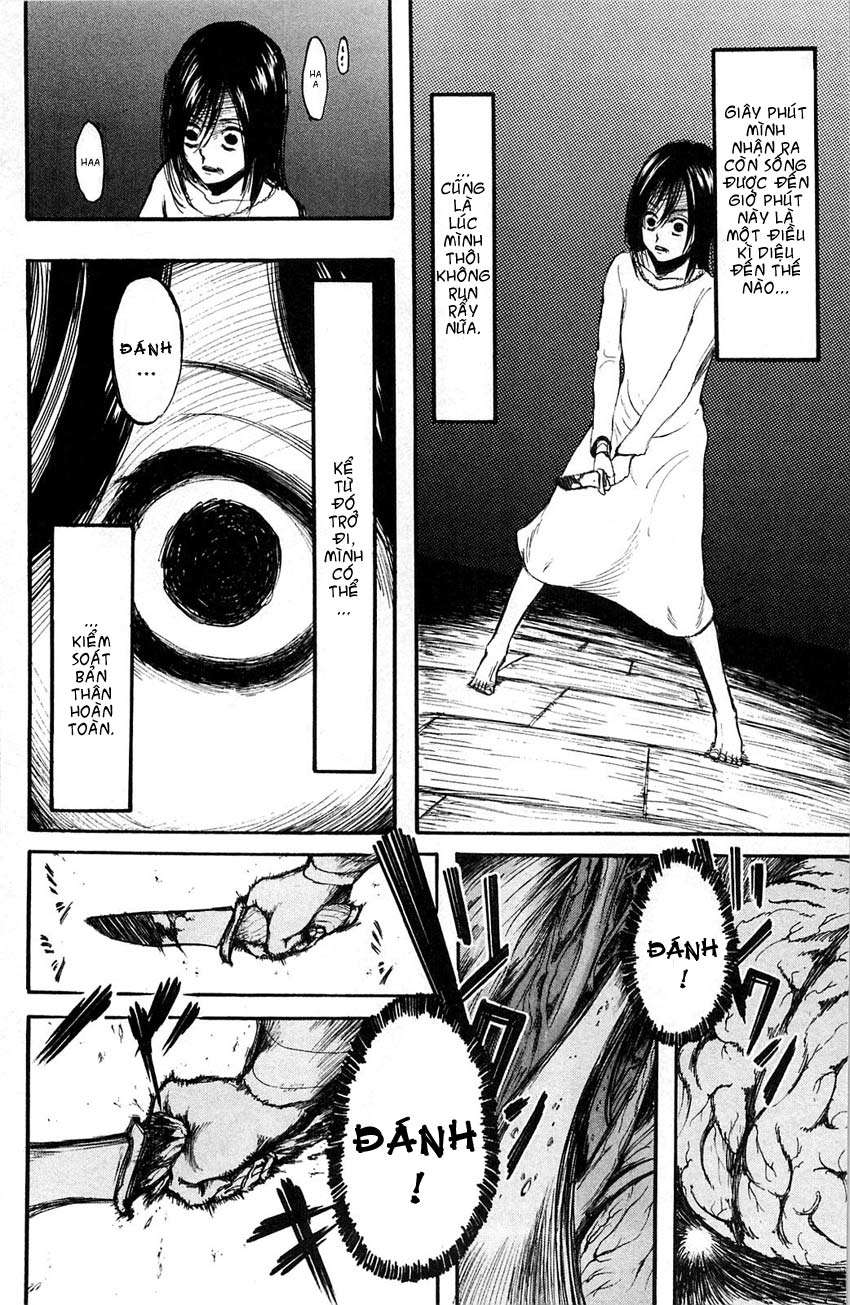 GIÂY PHÚT
MÌNH
NHẬN RA
CÒN SỐNG
ĐƯỢC ĐẾN
GIỜ PHÚT
NÀY LÀ
MỘT ĐIỀU
KÌ DIỆU
ĐẾN THẾ
NÀO...
...
CŨNG
LÀ LÚC
MÌNH
THÔI
KHÔNG
RUN
RẨY
NỮA.
...
HA
A
HAA
KỂ
TỪ
ĐÓ
TRỞ
ĐI,
MÌNH
CÓ
THỂ
...
ĐÁNH
...
...
KIỂM
SOÁT
BẢN
THÂN
HOÀN
TOÀN.
ĐÁNH
!
ĐÁNH
!